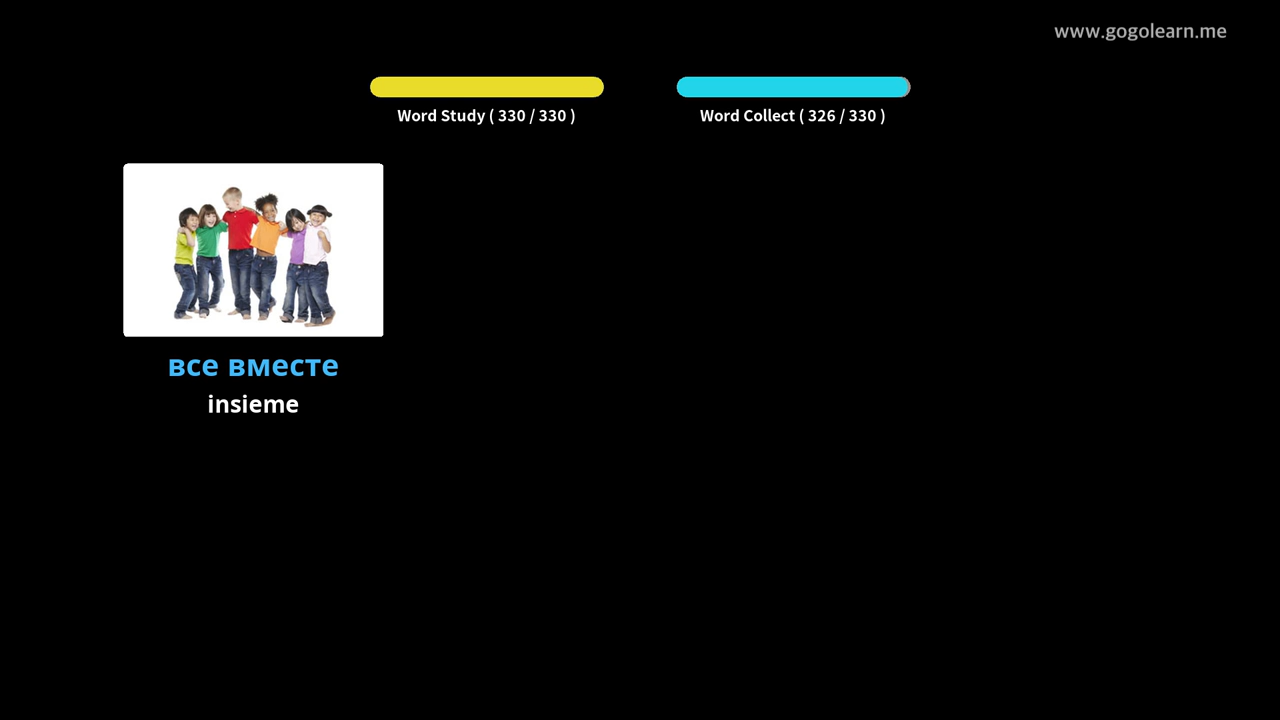 www.gogolearn.me
Word Study ( 330 / 330 )
Word Collect ( 326 / 330 )
все вместе
insieme